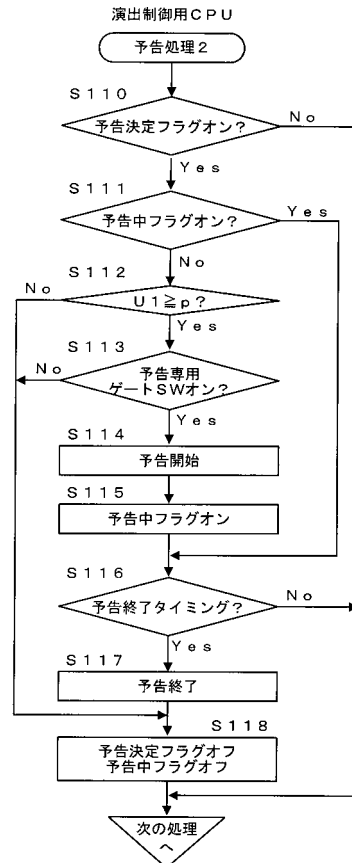 演出制御用ＣＰＵ
予告処理２
Ｓ１１０
予告決定フラグオン？
Ｎｏ
Ｙｅｓ
Ｓ１１１
予告中フラグオン？
Ｙｅｓ
Ｎｏ
Ｓ１１２
Ｎｏ
Ｕ１≧ｐ？
Ｙｅｓ
Ｓ１１３
Ｎｏ
予告専用
ゲートＳＷオン？
Ｙｅｓ
Ｓ１１４
予告開始
Ｓ１１５
予告中フラグオン
Ｓ１１６
予告終了タイミング？
Ｎｏ
Ｙｅｓ
Ｓ１１７
予告終了
Ｓ１１８
予告決定フラグオフ
予告中フラグオフ
次の処理
へ